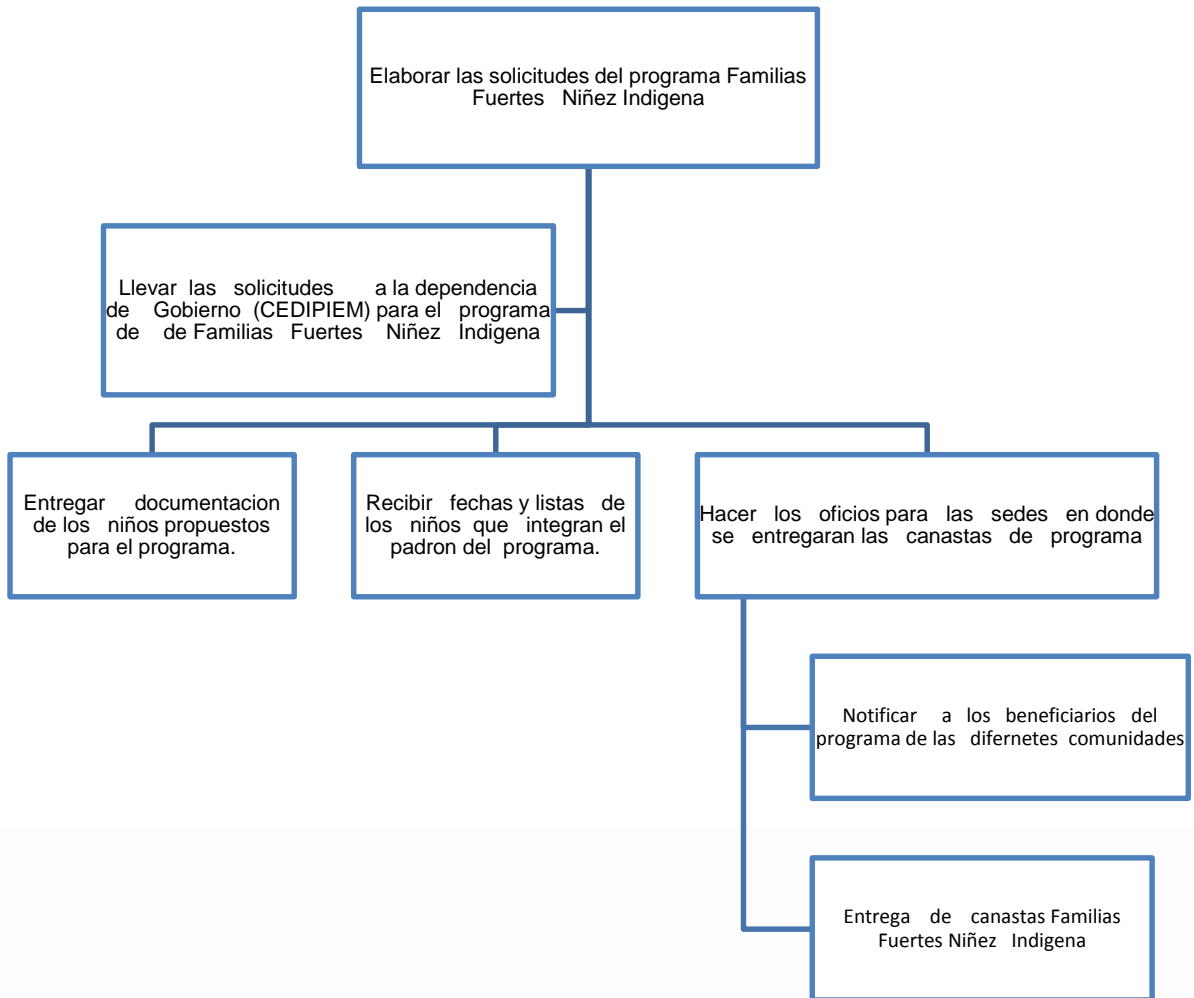 Elaborar las solicitudes del programa Familias
Fuertes Niñez Indigena
Llevar las solicitudes a la dependencia
de Gobierno (CEDIPIEM) para el programa
de de Familias Fuertes Niñez Indigena
Entregar documentacion
de los niños propuestos
para el programa.
Recibir fechas y listas de
los niños que integran el
padron del programa.
Hacer los oficios para las sedes en donde
se entregaran las canastas de programa
Notificar a los beneficiarios del
programa de las difernetes comunidades
Entrega de canastas Familias
Fuertes Niñez Indigena